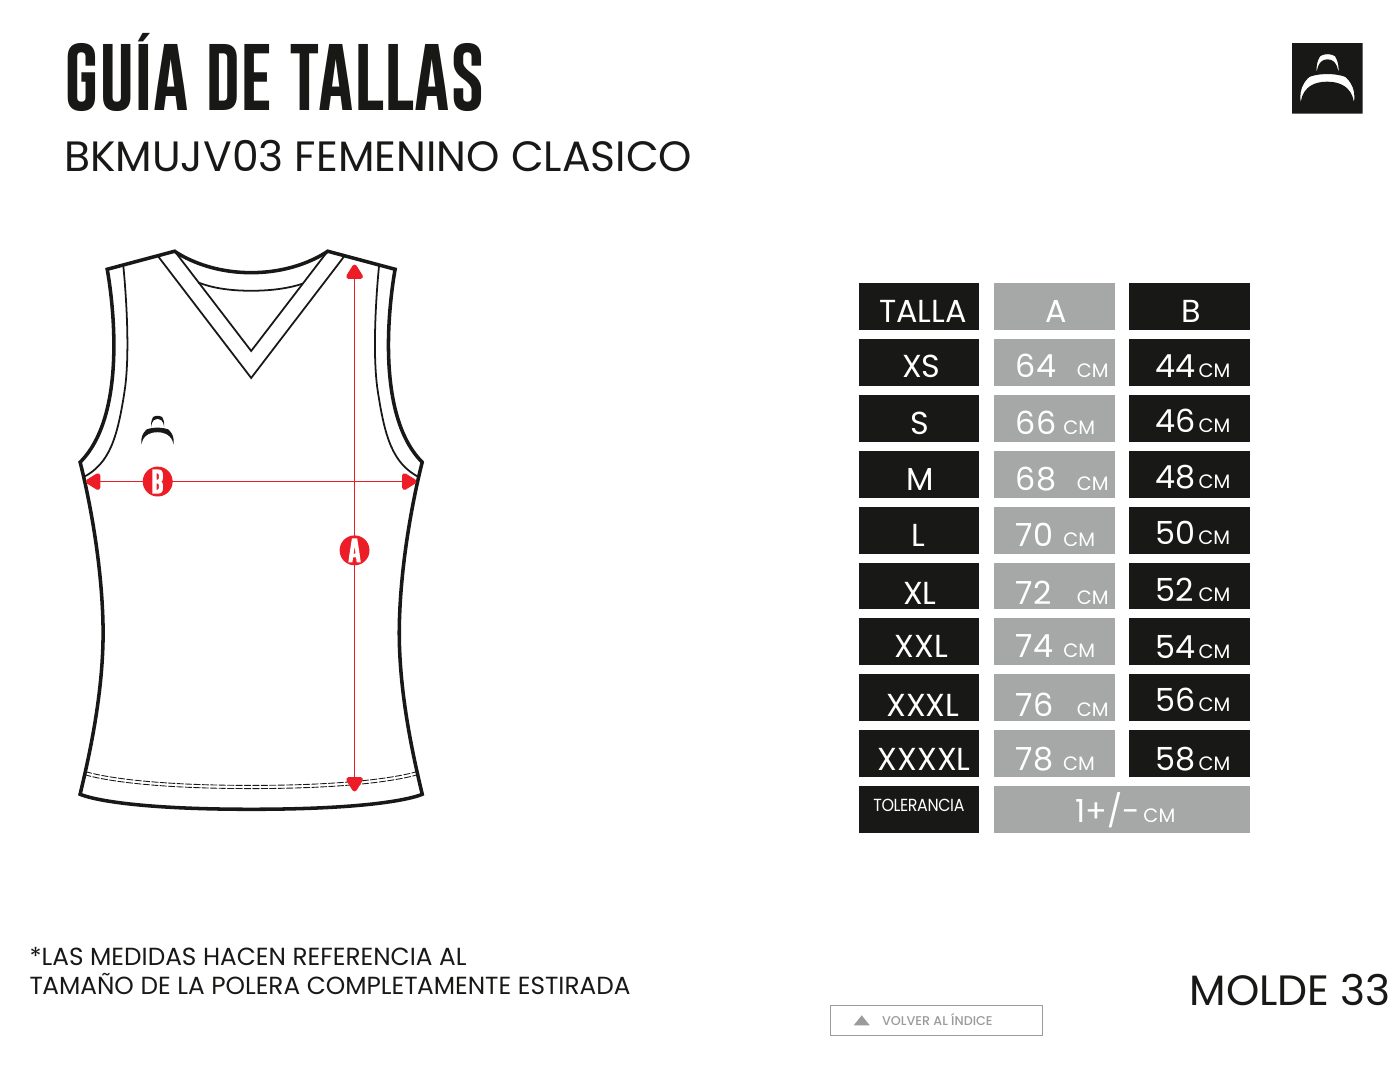 GUÍA DE TALLAS
BKMUJV03 FEMENINO CLASICO
B
A
TALLA A B
XS 64 CM 44 CM
S 66 CM 46 CM
M 68 CM 48 CM
L 70 CM 50 CM
XL 72 CM 52 CM
XXL 74 CM 54 CM
XXXL 76 CM 56 CM
XXXXL 78 CM 58 CM
TOLERANCIA 1+/- CM
*LAS MEDIDAS HACEN REFERENCIA AL
TAMAÑO DE LA POLERA COMPLETAMENTE ESTIRADA
MOLDE 33
VOLVER AL ÍNDICE